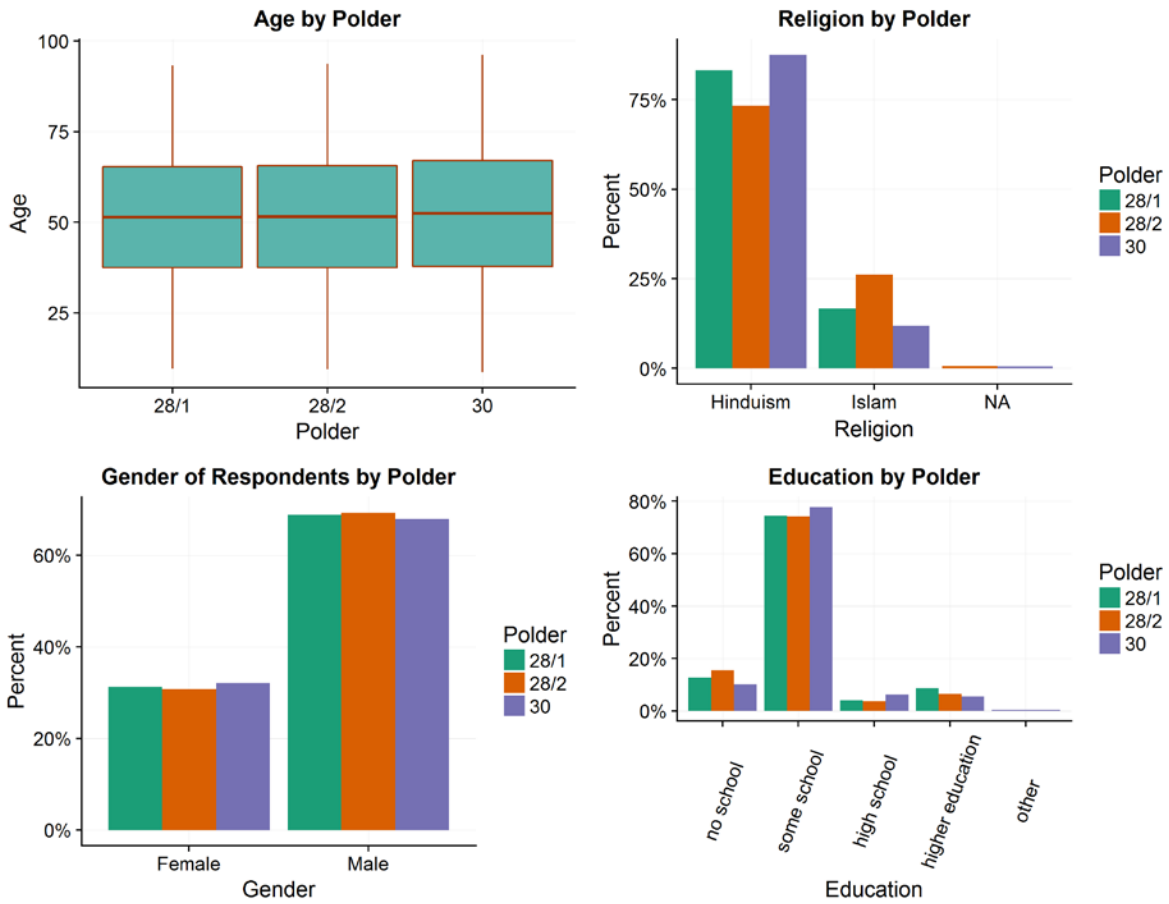 Age by Polder
100
75
50
25
Age
28/1
28/2
30
Polder
Religion by Polder
75%
50%
25%
0%
Percent
Hinduism
Islam
NA
Religion
Polder
28/1
28/2
30
Gender of Respondents by Polder
60%
40%
20%
0%
Percent
Female
Male
Gender
Polder
28/1
28/2
30
Education by Polder
80%
60%
40%
20%
0%
Percent
no school
some school
high school
higher education
other
Education
Polder
28/1
28/2
30